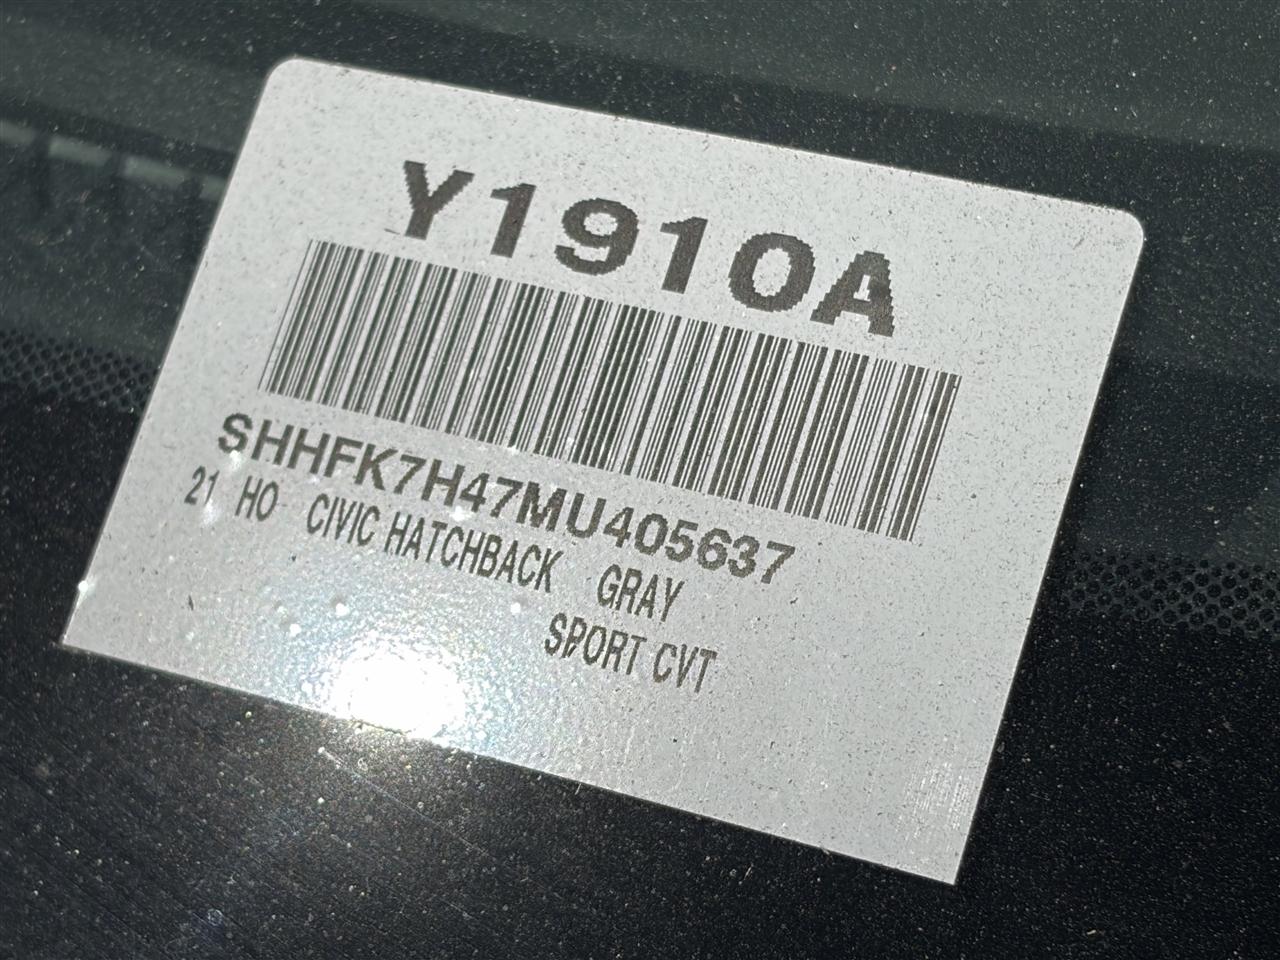 Y1910A
SHHFK7H47MU405637
21 HO CIVIC HATCHBACK GRAY
SPORT CVT